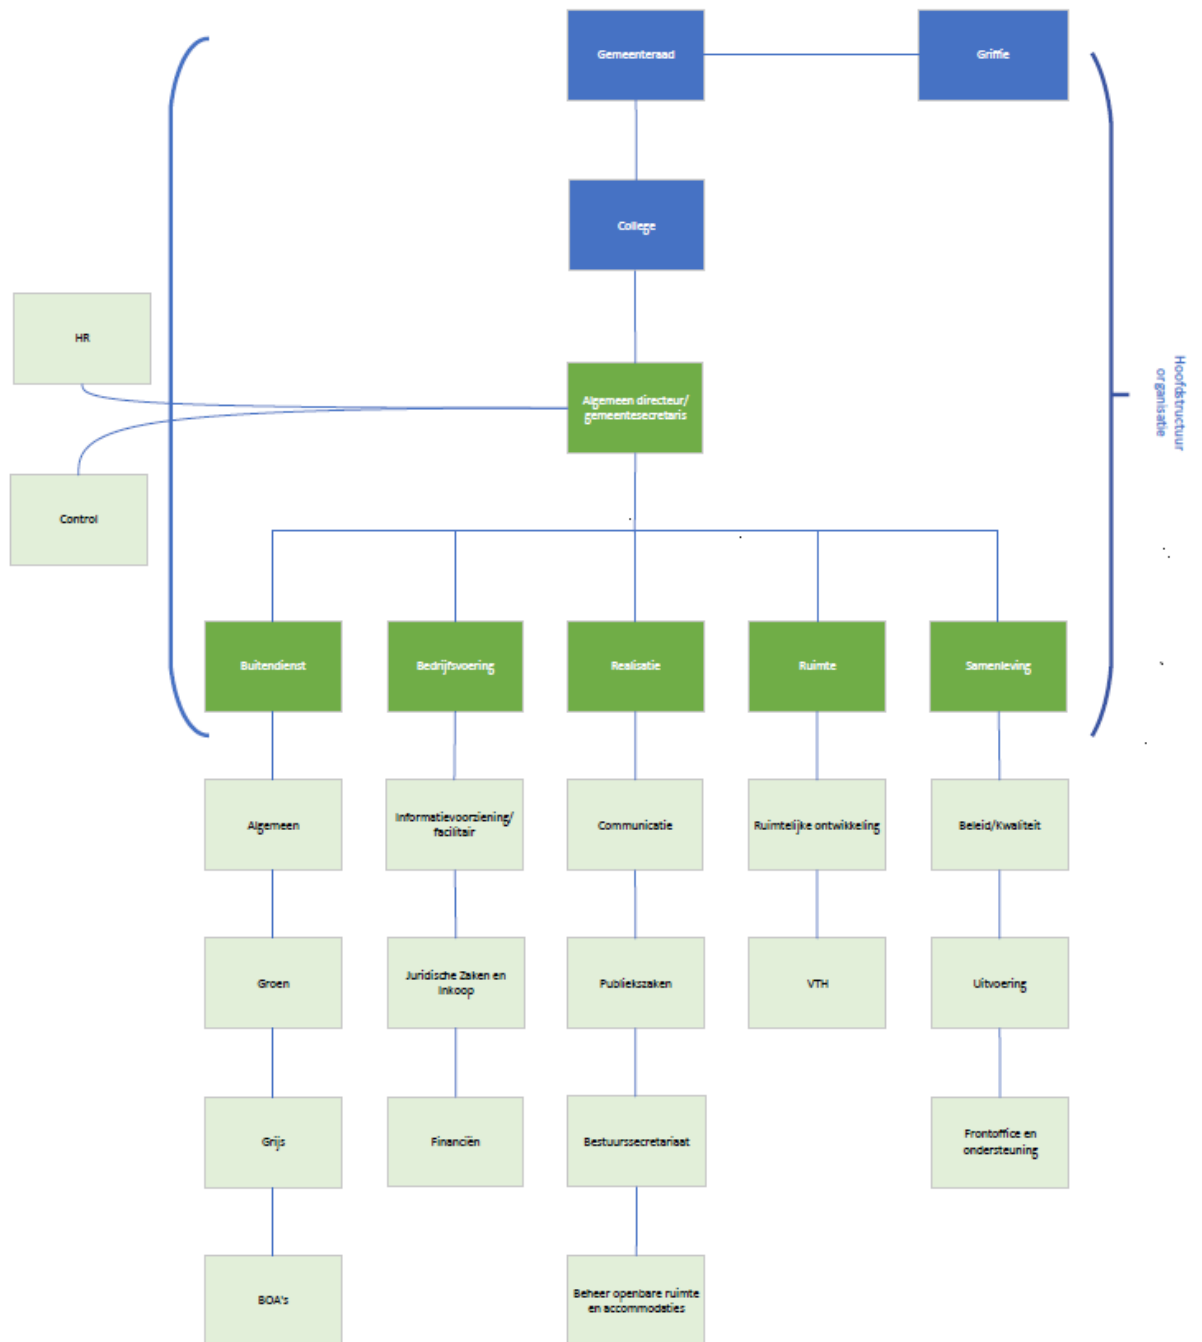 Gemeenteraad
Griffie
College
HR
Algemeen directeur/
gemeentesecretaris
Hoofdstructuur
organisatie
Control
Buitendienst
Bedrijfsvoering
Realisatie
Ruimte
Samenleving
Algemeen
Informatievoorziening/
facilitair
Communicatie
Ruimtelijke ontwikkeling
Beleid/Kwaliteit
Groen
Juridische Zaken en
Inkoop
Publiekszaken
VTH
Uitvoering
Grijs
Financiën
Bestuurssecretariaat
Frontoffice en
ondersteuning
BOA's
Beheer openbare ruimte
en accommodaties